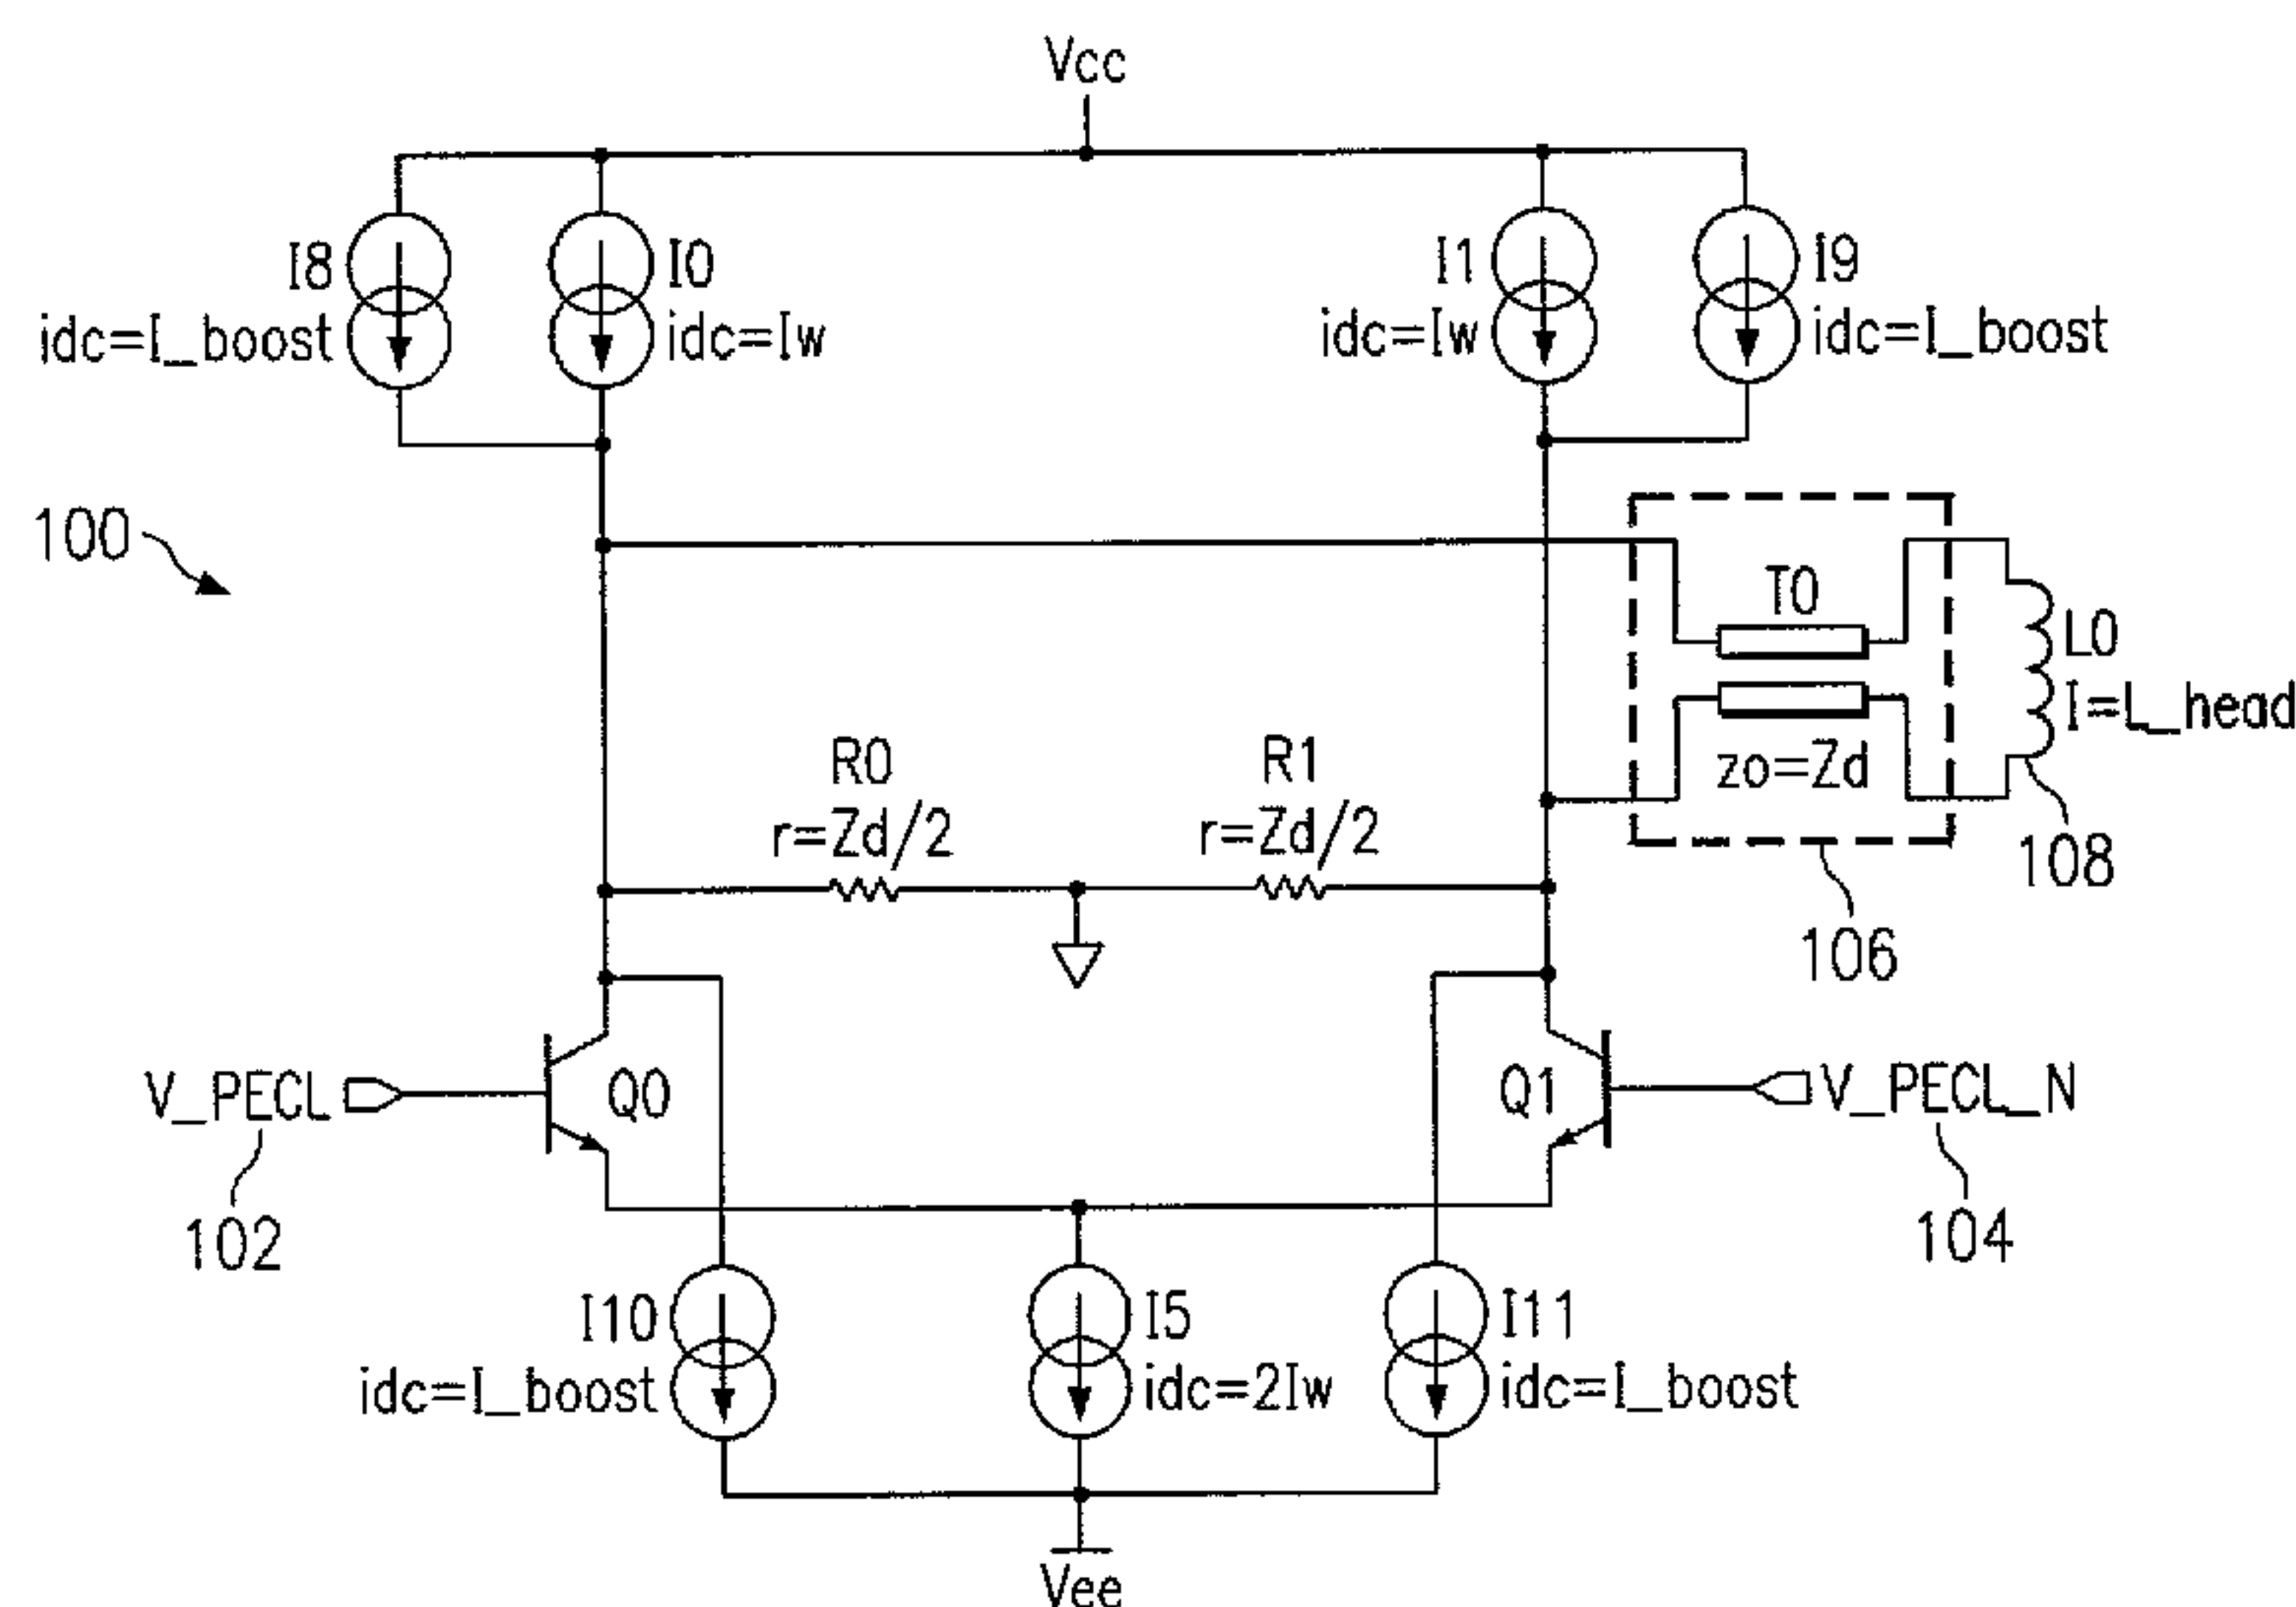 Vcc
I8
idc=I_boost
I0
idc=Iw
I1
idc=Iw
I9
idc=I_boost
100
T0
zo=Zd
L0
I=L_head
108
106
R0
r=Zd/2
R1
r=Zd/2
V_PECL
102
Q0
Q1
V_PECL_N
104
I10
idc=I_boost
I5
idc=2Iw
I11
idc=I_boost
Vee